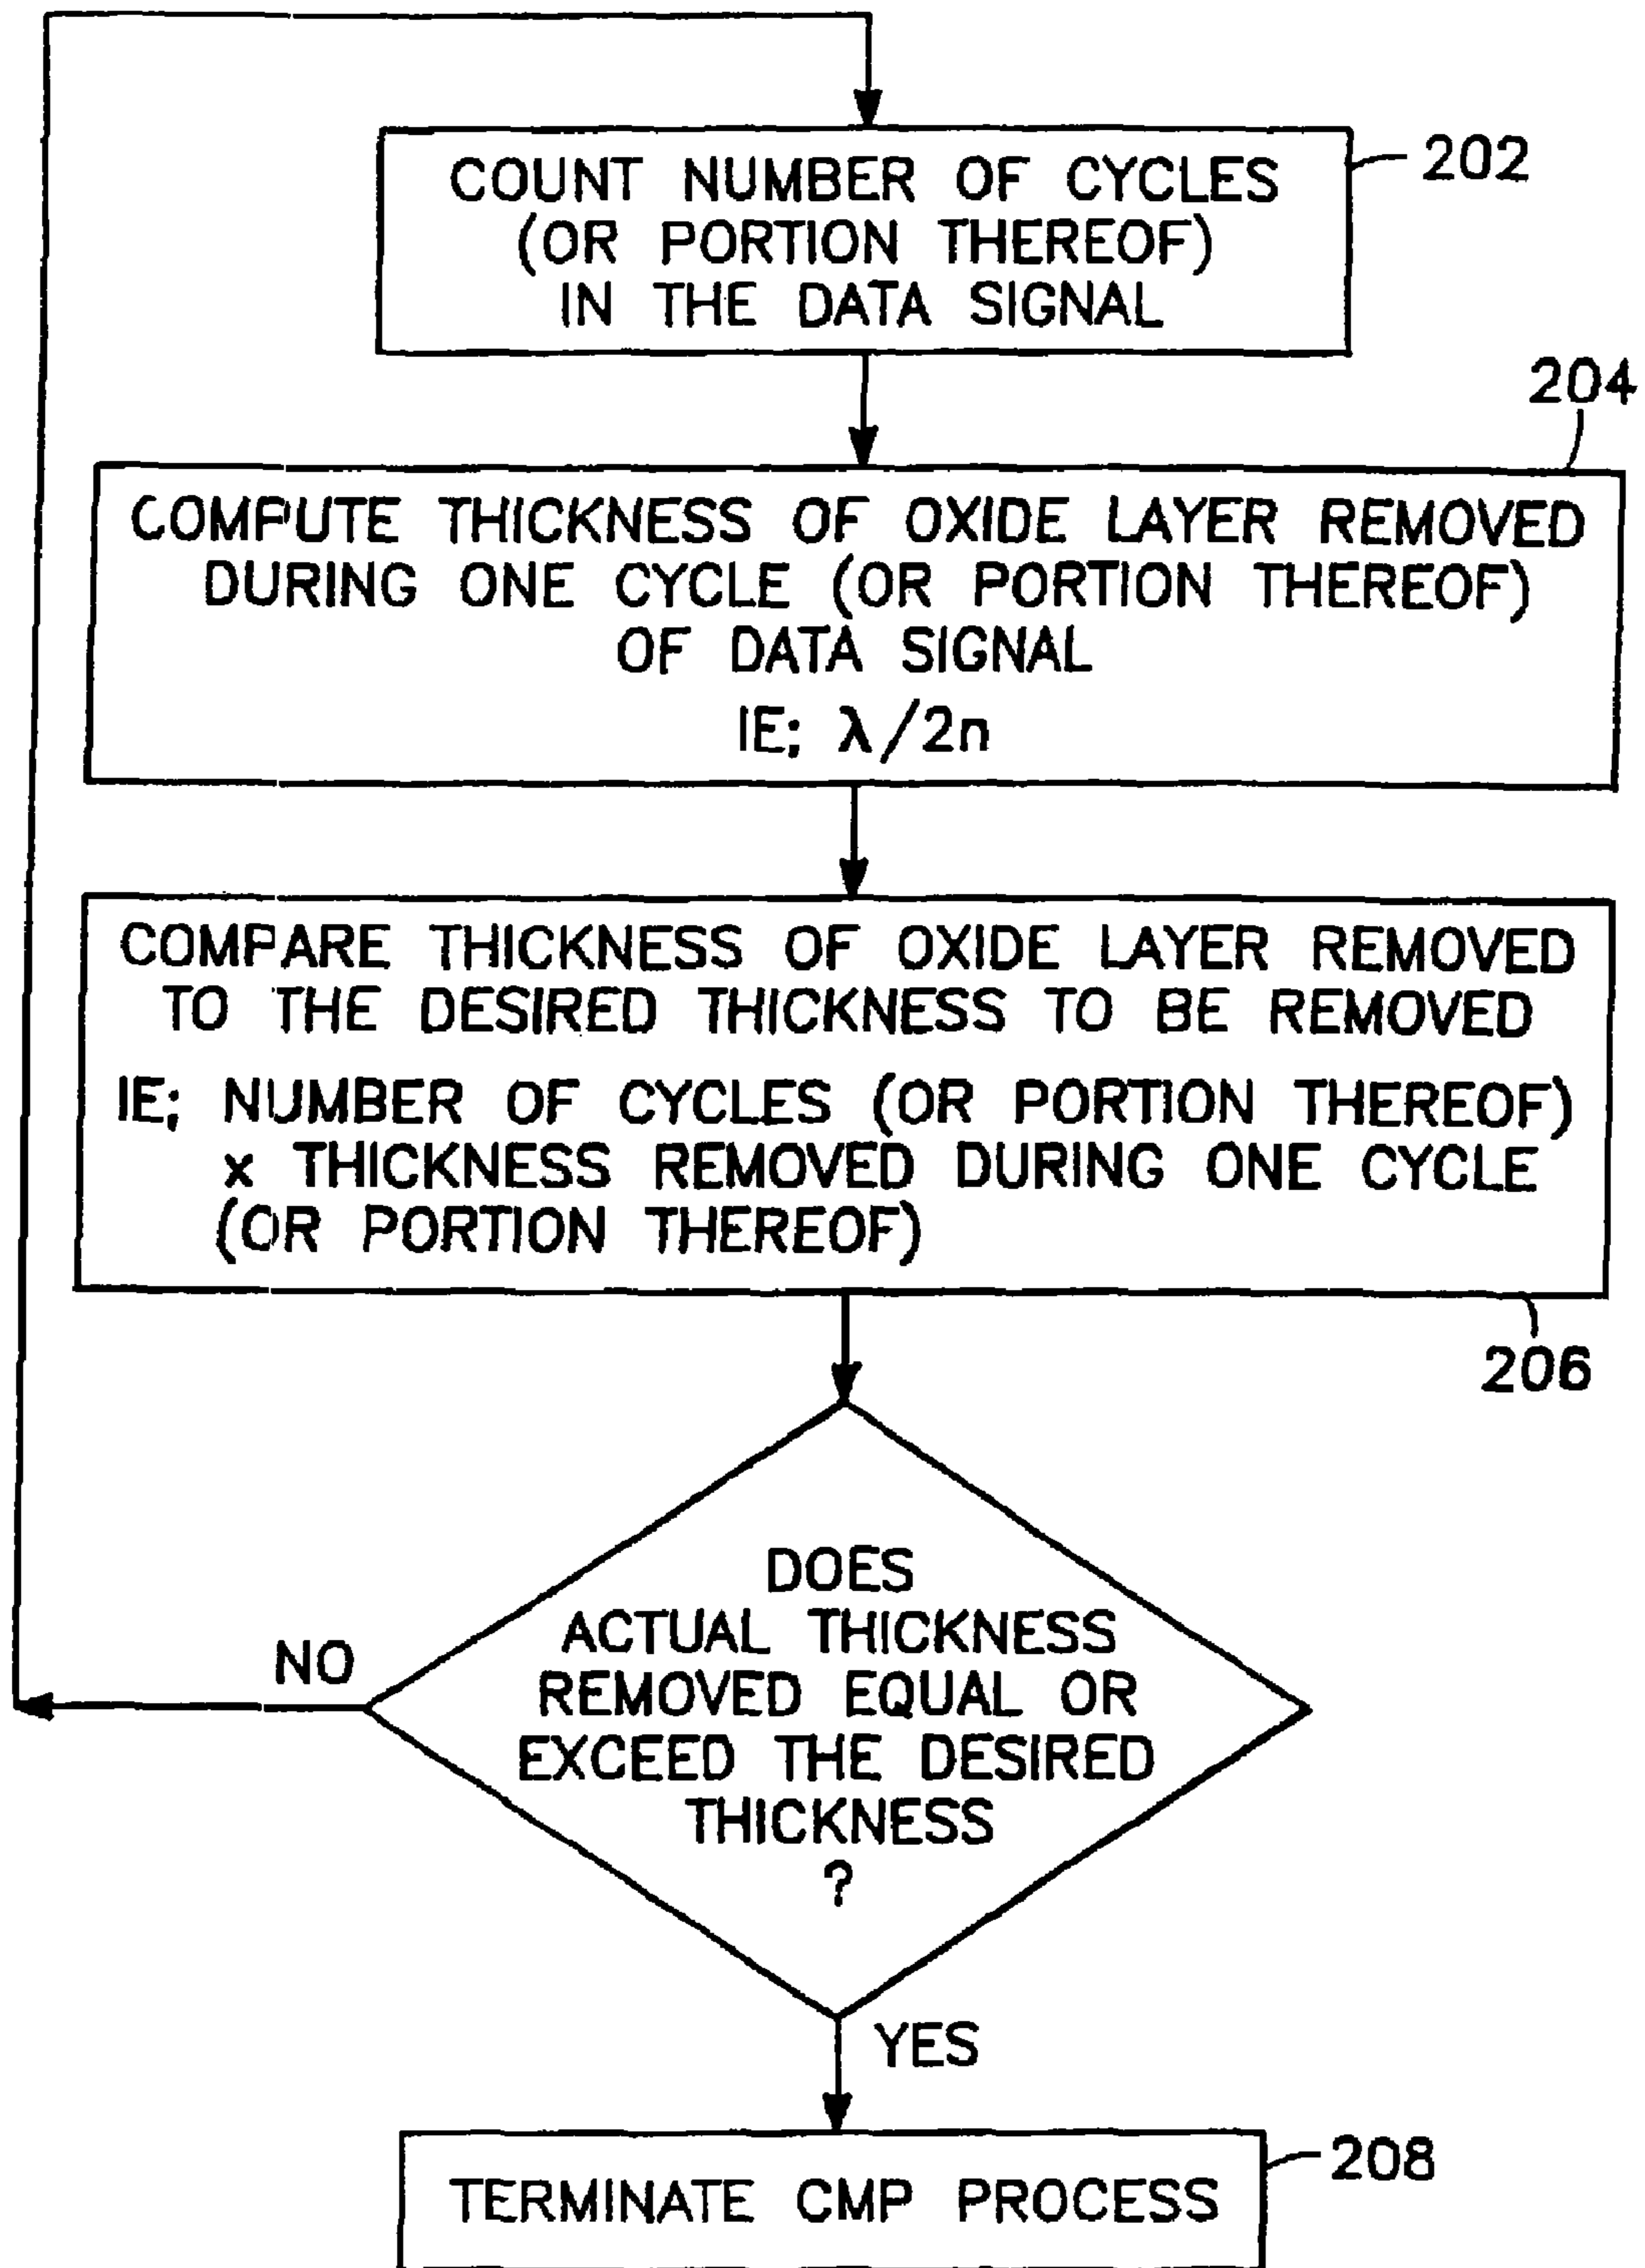 COUNT NUMBER OF CYCLES
(OR PORTION THEREOF)
IN THE DATA SIGNAL
202
204
COMPUTE THICKNESS OF OXIDE LAYER REMOVED
DURING ONE CYCLE (OR PORTION THEREOF)
OF DATA SIGNAL
IE; λ/2n
COMPARE THICKNESS OF OXIDE LAYER REMOVED
TO THE DESIRED THICKNESS TO BE REMOVED
IE; NUMBER OF CYCLES (OR PORTION THEREOF)
x THICKNESS REMOVED DURING ONE CYCLE
(OR PORTION THEREOF)
206
DOES
ACTUAL THICKNESS
REMOVED EQUAL OR
EXCEED THE DESIRED
THICKNESS
?
NO
YES
TERMINATE CMP PROCESS
208